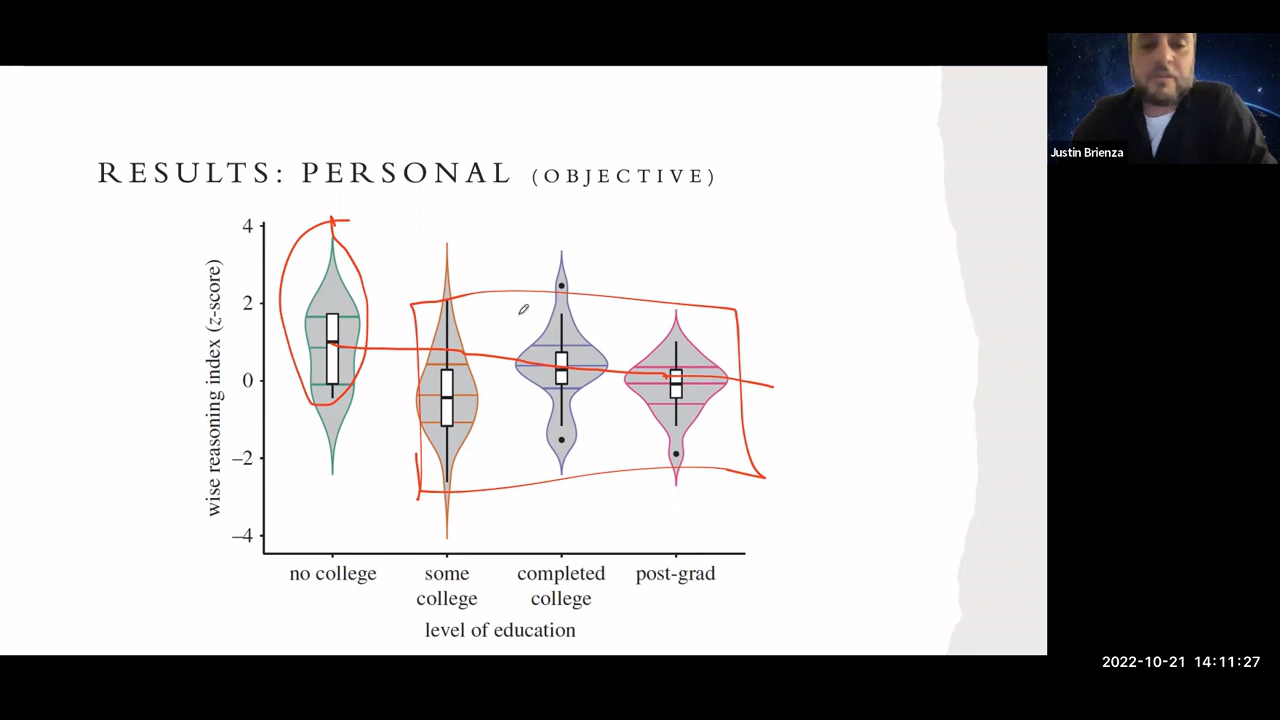 Justin Brienza
RESULTS: PERSONAL (OBJECTIVE)
wise reasoning index (z-score)
4
2
0
–2
–4
no college
some college
completed college
post-grad
level of education
2022-10-21 14:11:27